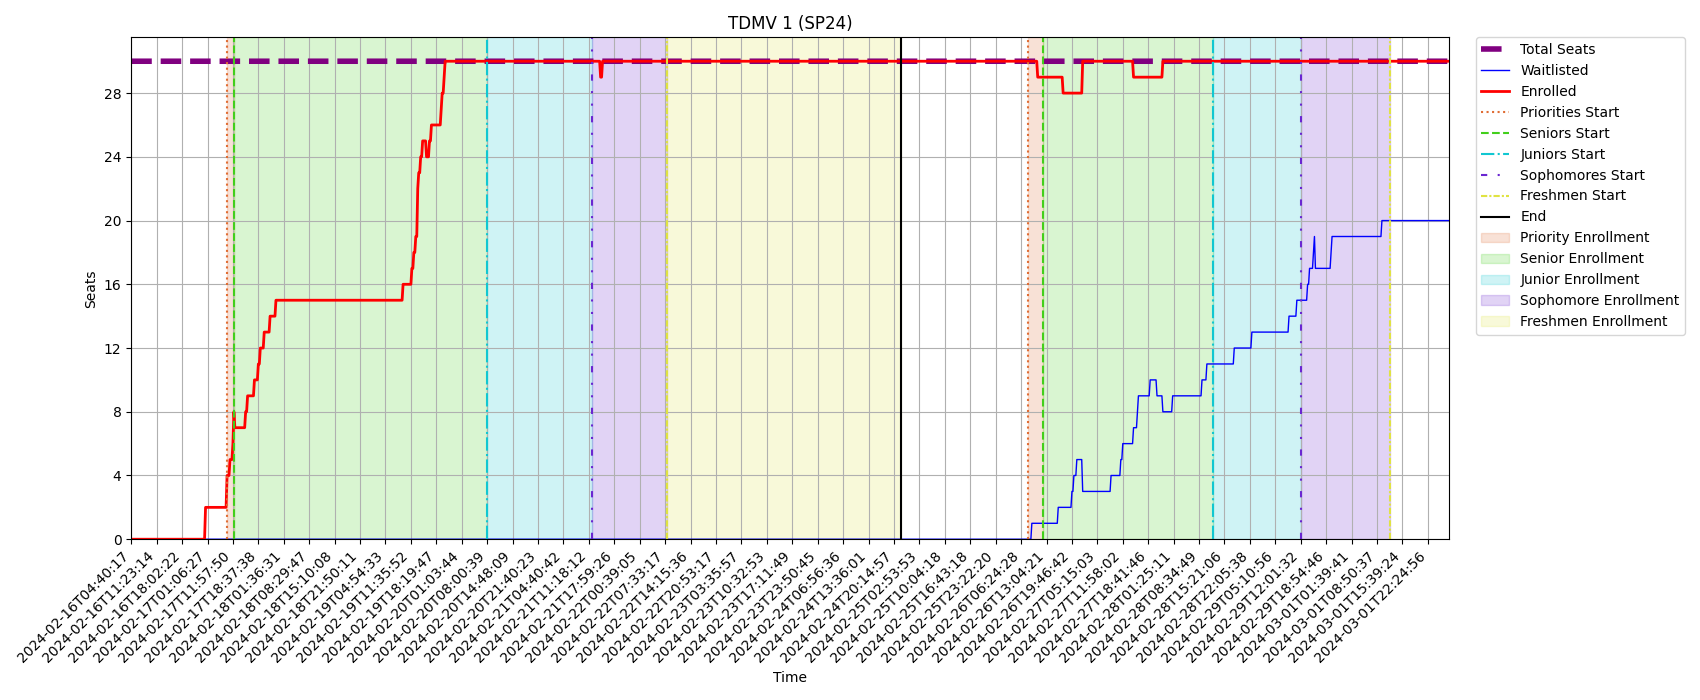 TDMV 1 (SP24)
Total Seats
Waitlisted
Enrolled
Priorities Start
Seniors Start
Juniors Start
Sophomores Start
Freshmen Start
End
Priority Enrollment
Senior Enrollment
Junior Enrollment
Sophomore Enrollment
Freshmen Enrollment
Seats
28
24
20
16
12
8
4
0
2024-02-16T04:40:17
2024-02-16T11:23:14
2024-02-16T18:02:22
2024-02-17T01:06:27
2024-02-17T11:57:50
2024-02-17T18:37:38
2024-02-18T01:36:31
2024-02-18T08:29:47
2024-02-18T15:10:08
2024-02-18T21:50:11
2024-02-19T04:54:33
2024-02-19T11:35:52
2024-02-19T18:19:47
2024-02-20T01:03:44
2024-02-20T08:00:39
2024-02-20T14:48:09
2024-02-20T21:40:23
2024-02-21T04:40:42
2024-02-21T11:18:12
2024-02-21T17:59:26
2024-02-22T00:39:05
2024-02-22T07:33:17
2024-02-22T14:15:36
2024-02-22T20:53:17
2024-02-23T03:35:57
2024-02-23T10:32:53
2024-02-23T17:11:49
2024-02-23T23:50:45
2024-02-24T06:56:36
2024-02-24T13:36:01
2024-02-24T20:14:57
2024-02-25T02:53:53
2024-02-25T10:04:18
2024-02-25T16:43:18
2024-02-25T23:22:20
2024-02-26T06:24:28
2024-02-26T13:04:21
2024-02-26T19:46:42
2024-02-27T05:15:03
2024-02-27T11:58:02
2024-02-27T18:41:46
2024-02-28T01:25:11
2024-02-28T08:34:49
2024-02-28T15:21:06
2024-02-28T22:05:38
2024-02-29T05:10:56
2024-02-29T12:01:32
2024-02-29T18:54:46
2024-03-01T01:39:41
2024-03-01T08:50:37
2024-03-01T15:39:24
2024-03-01T22:24:56
Time